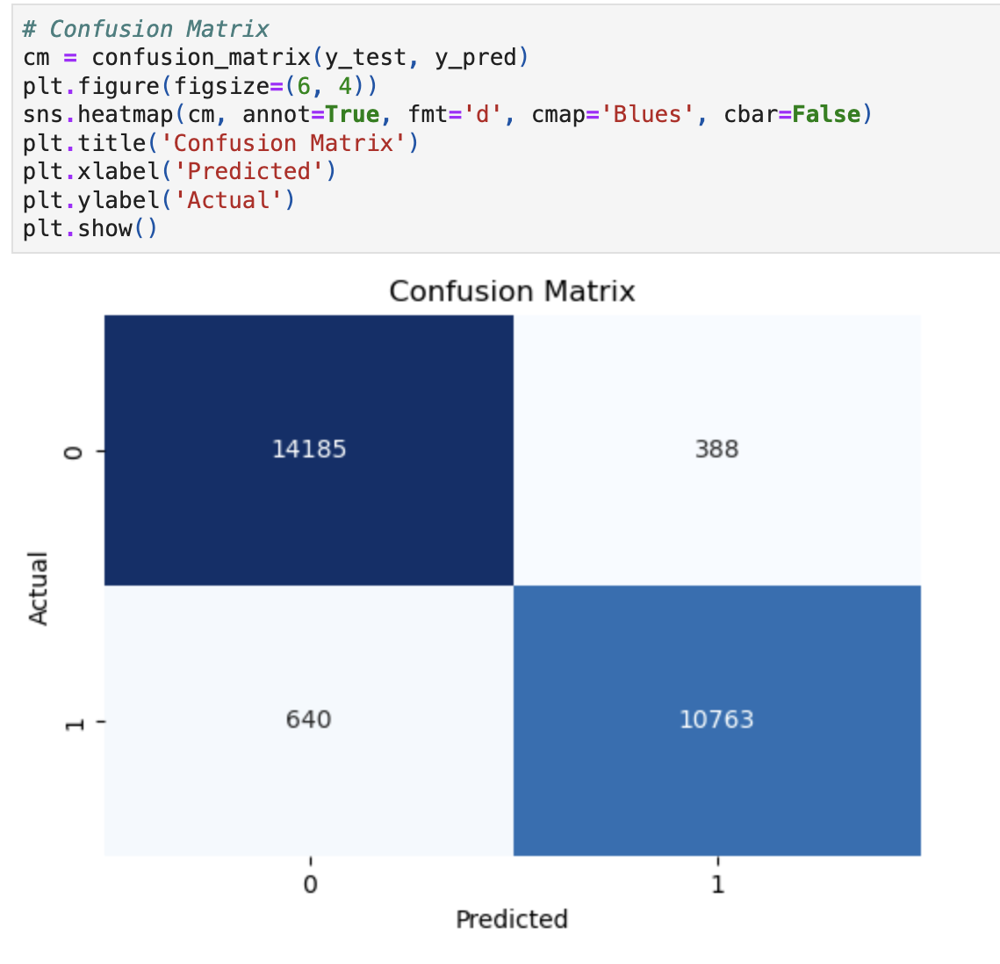 # Confusion Matrix
cm = confusion_matrix(y_test, y_pred)
plt.figure(figsize=(6, 4))
sns.heatmap(cm, annot=True, fmt='d', cmap='Blues', cbar=False)
plt.title('Confusion Matrix')
plt.xlabel('Predicted')
plt.ylabel('Actual')
plt.show()
Confusion Matrix
14185 388
0
Actual
640 10763
1
0 1
Predicted